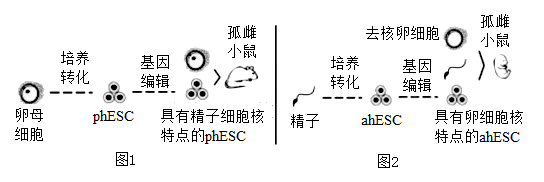 培养
转化
基因
编辑
孤雌
小鼠
卵母
细胞
phESC
具有精子细胞核
特点的phESC
图1
去核卵细胞
孤雌
小鼠
培养
转化
基因
编辑
精子
ahESC
具有卵细胞核
特点的ahESC
图2